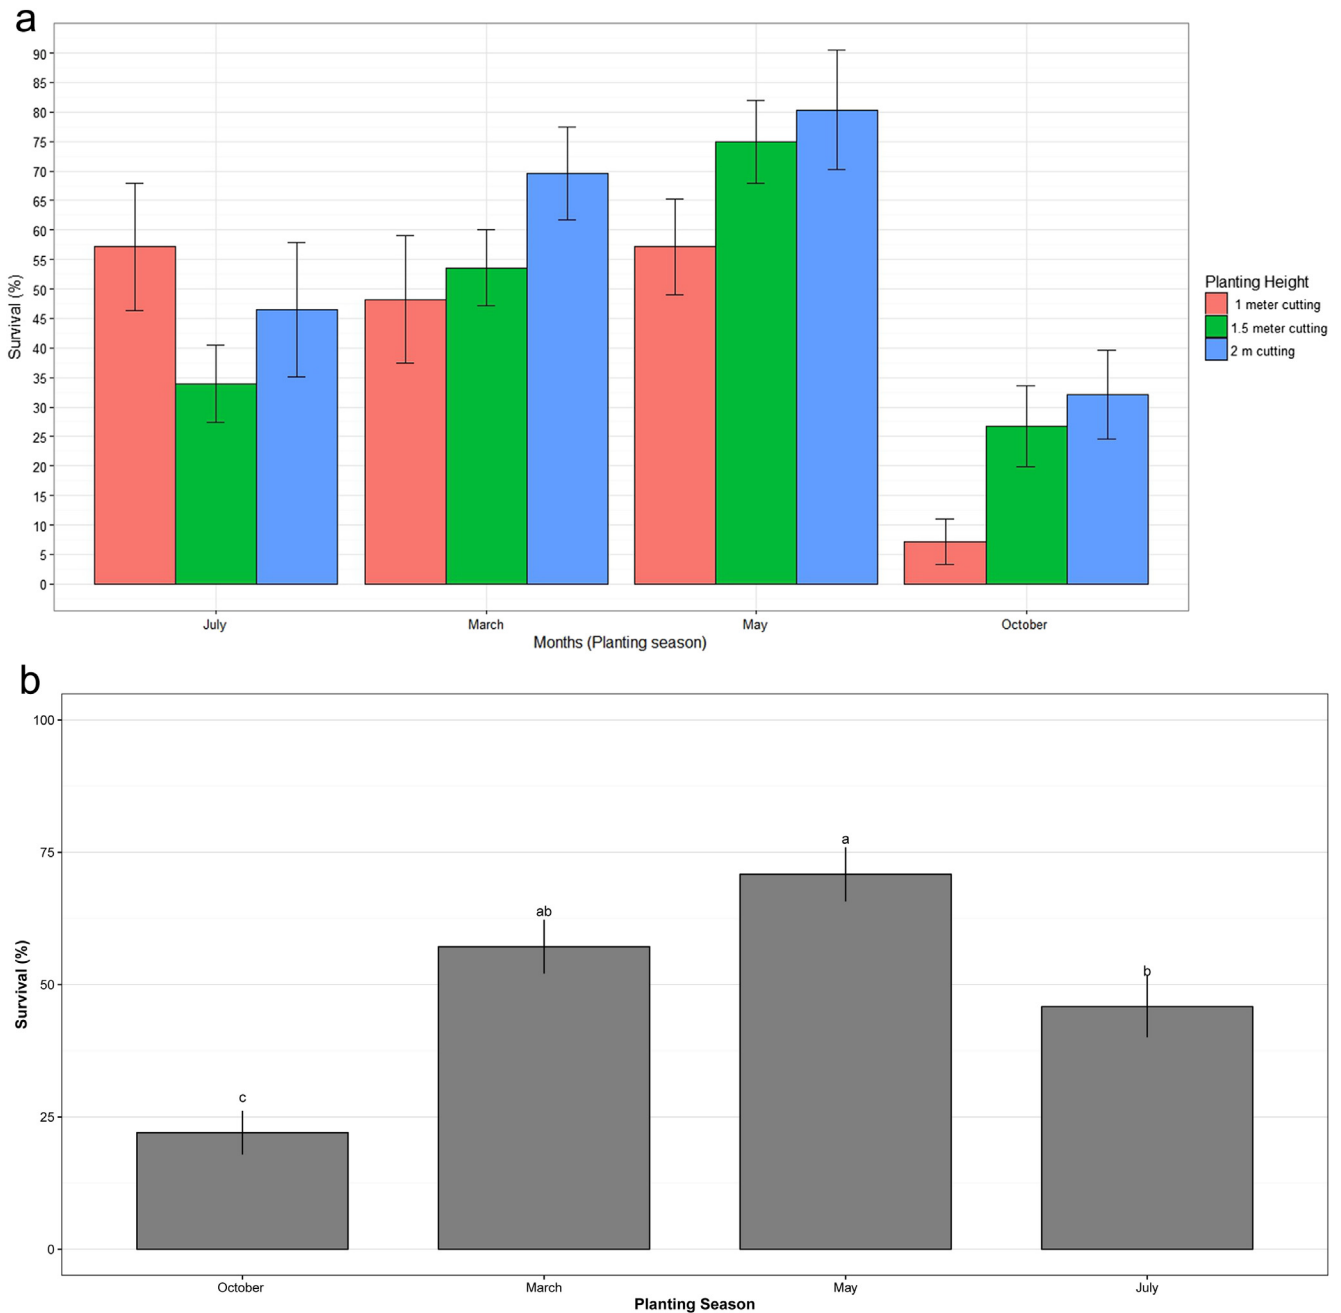 a
90
85
80
75
70
65
60
55
50
45
40
35
30
25
20
15
10
5
0
Survival (%)
July March May October
Months (Planting season)
Planting Height
1 meter cutting
1.5 meter cutting
2 m cutting
b
100
75
50
25
0
Survival (%)
c
ab
a
b
October March May July
Planting Season